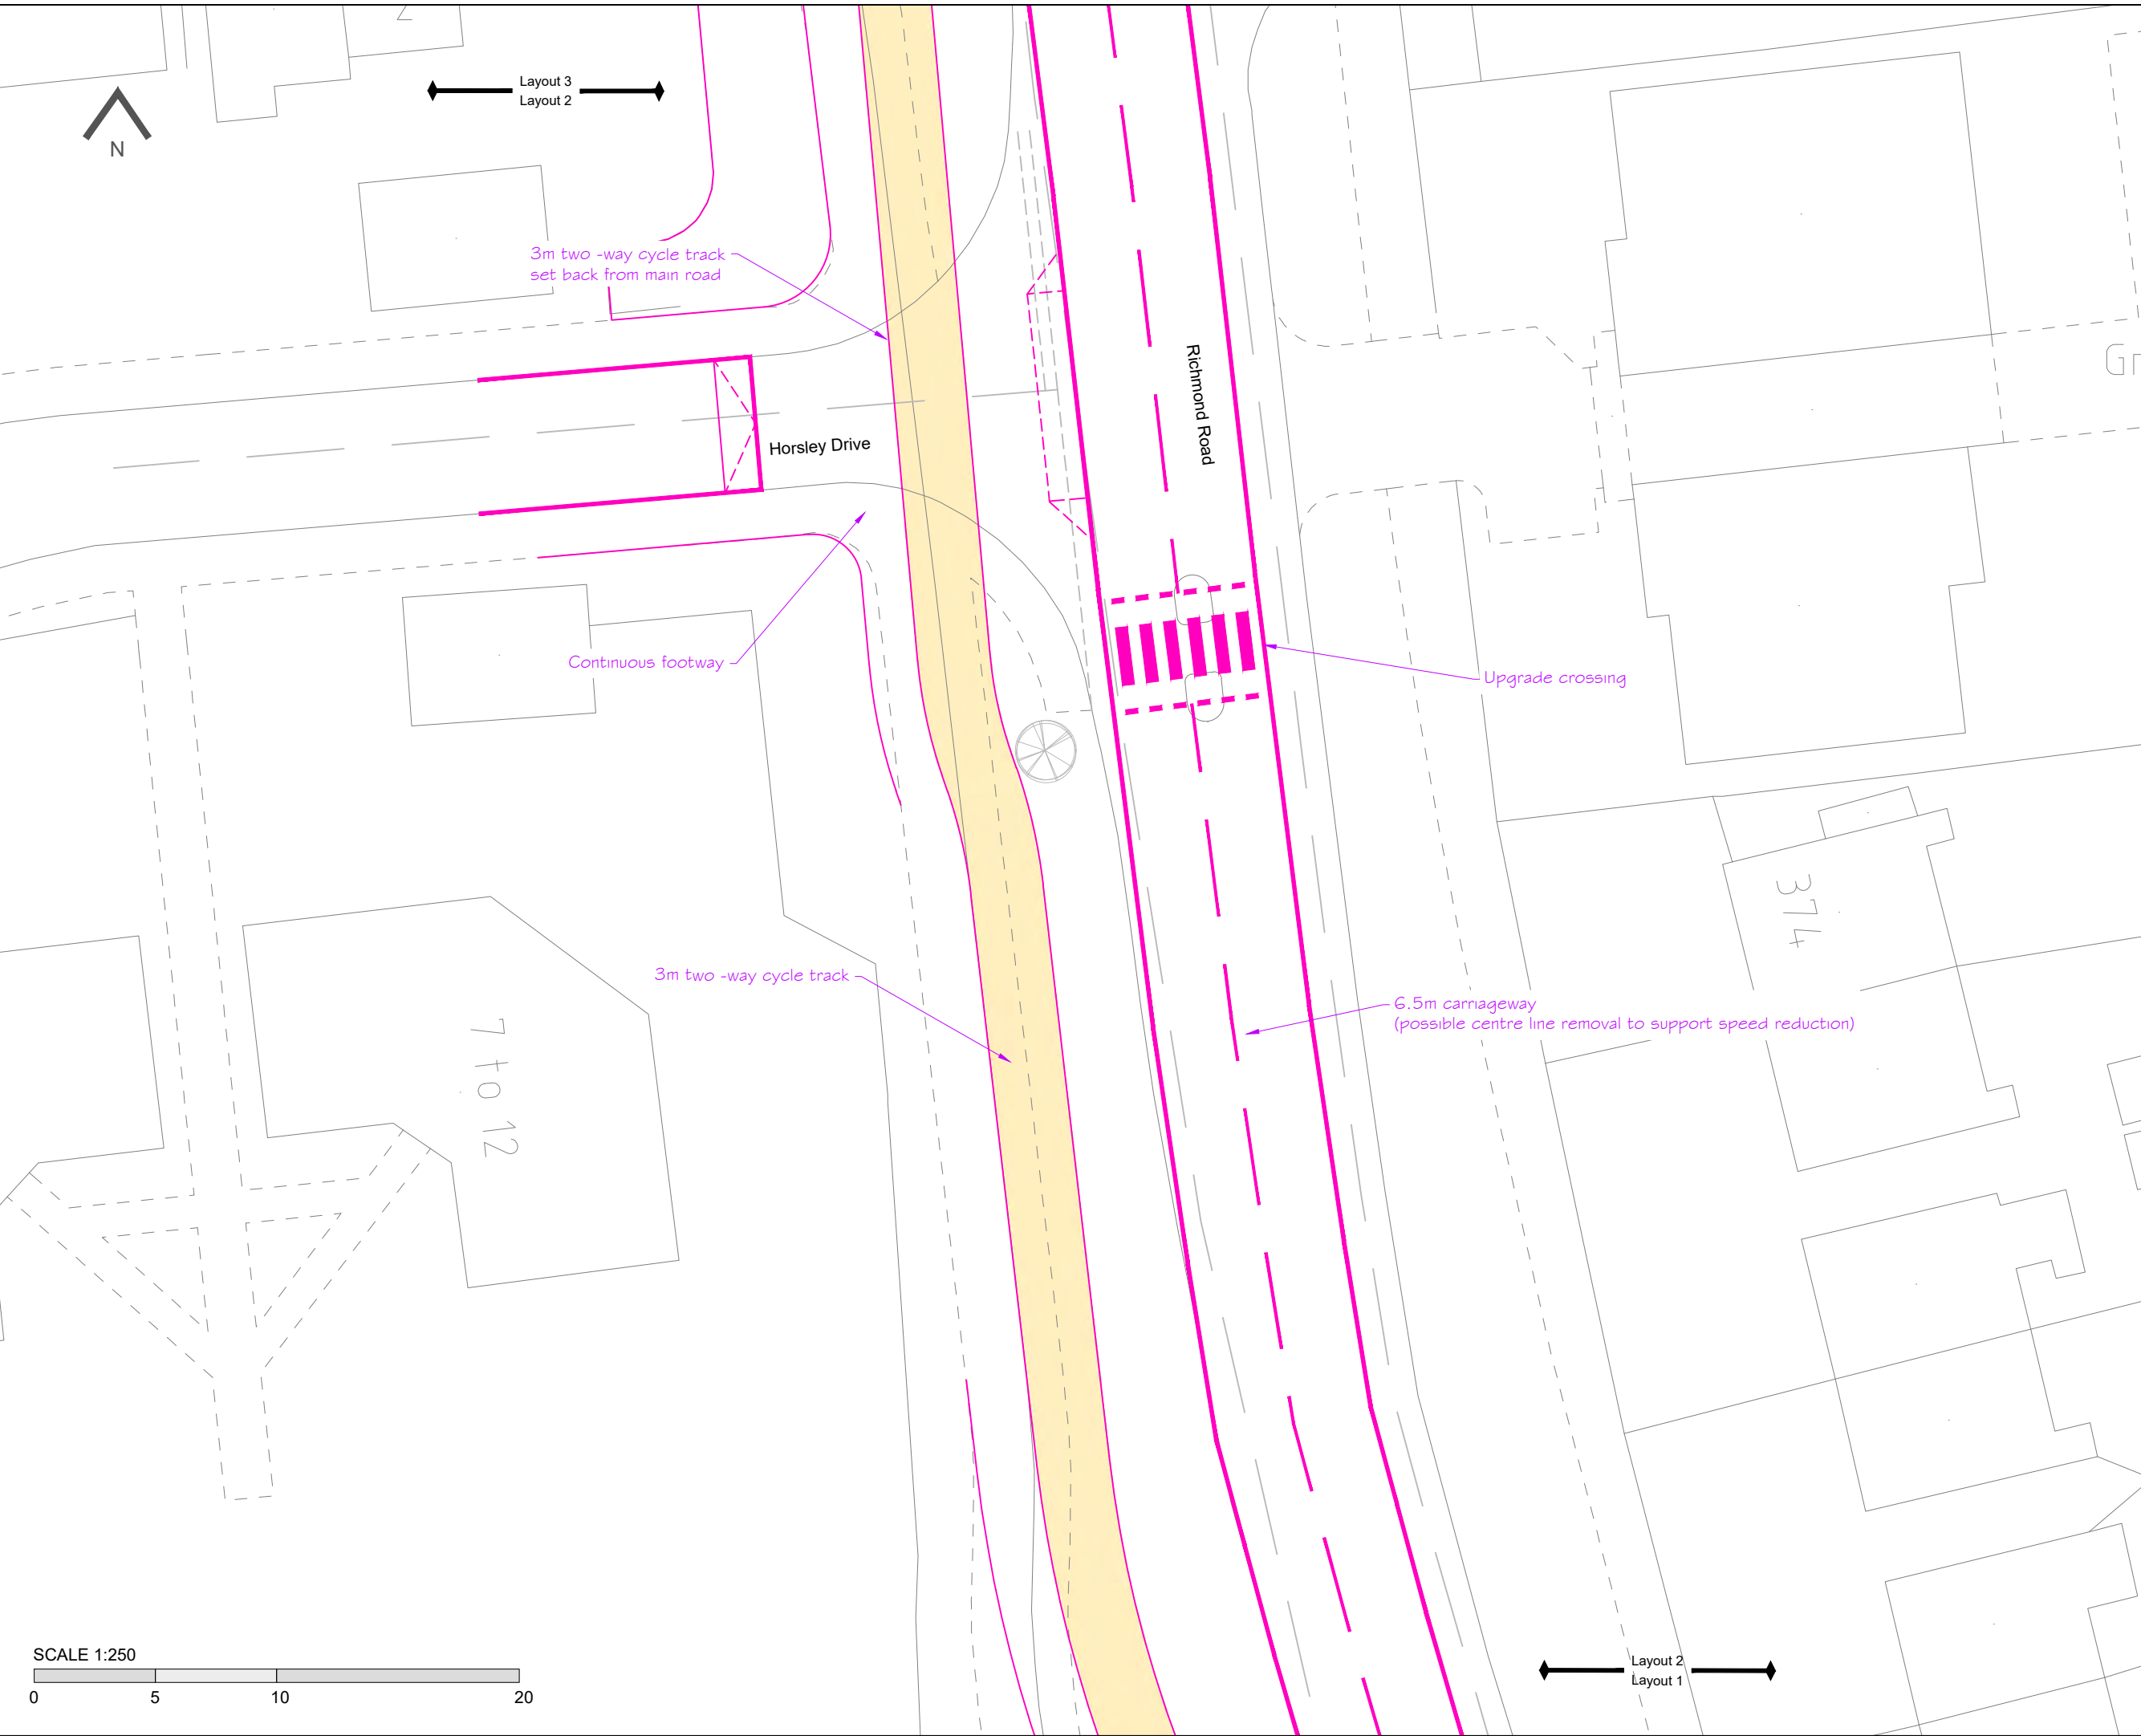 Layout 3
Layout 2
N
3m two -way cycle track
set back from main road
Richmond Road
Horsley Drive
Continuous footway
Upgrade crossing
374
3m two -way cycle track
6.5m carriageway
(possible centre line removal to support speed reduction)
7 to 12
SCALE 1:250
0 5 10 20
Layout 2
Layout 1